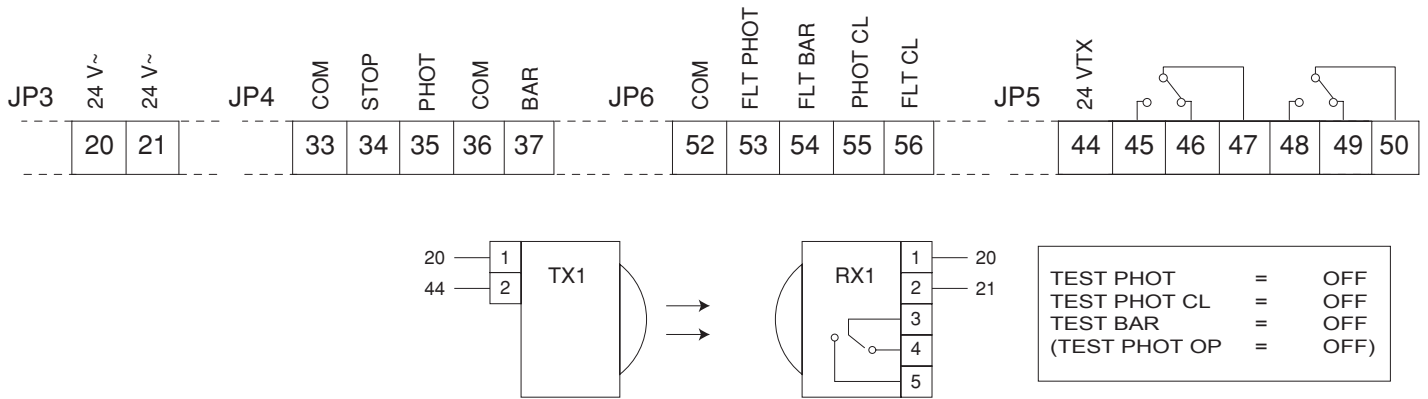 JP3 24 V~ 24 V~
20 21
JP4 COM STOP PHOT COM BAR
33 34 35 36 37
JP6 COM FLT PHOT FLT BAR PHOT CL FLT CL
52 53 54 55 56
JP5 24 VTX
44 45 46 47 48 49 50
20 1
44 2
TX1
RX1
1 20
2 21
3
4
5
TEST PHOT = OFF
TEST PHOT CL = OFF
TEST BAR = OFF
(TEST PHOT OP = OFF)